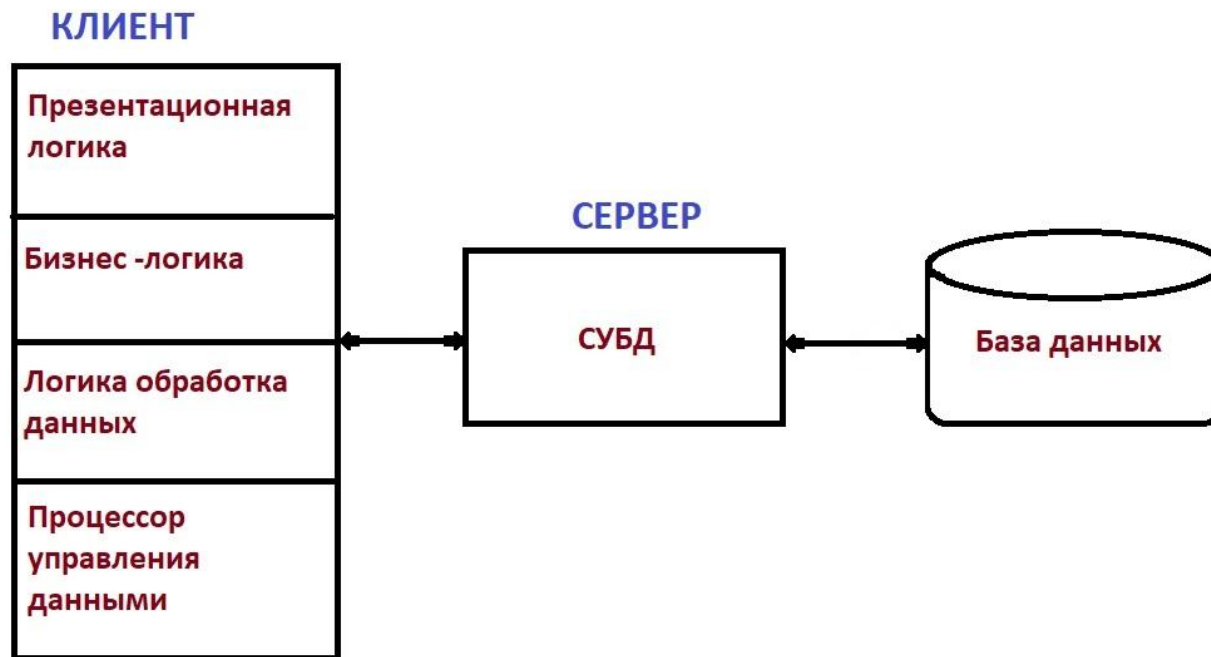 КЛИЕНТ
Презентационная
логика
Бизнес -логика
Логика обработка
данных
Процессор
управления
данными
СЕРВЕР
СУБД
База данных